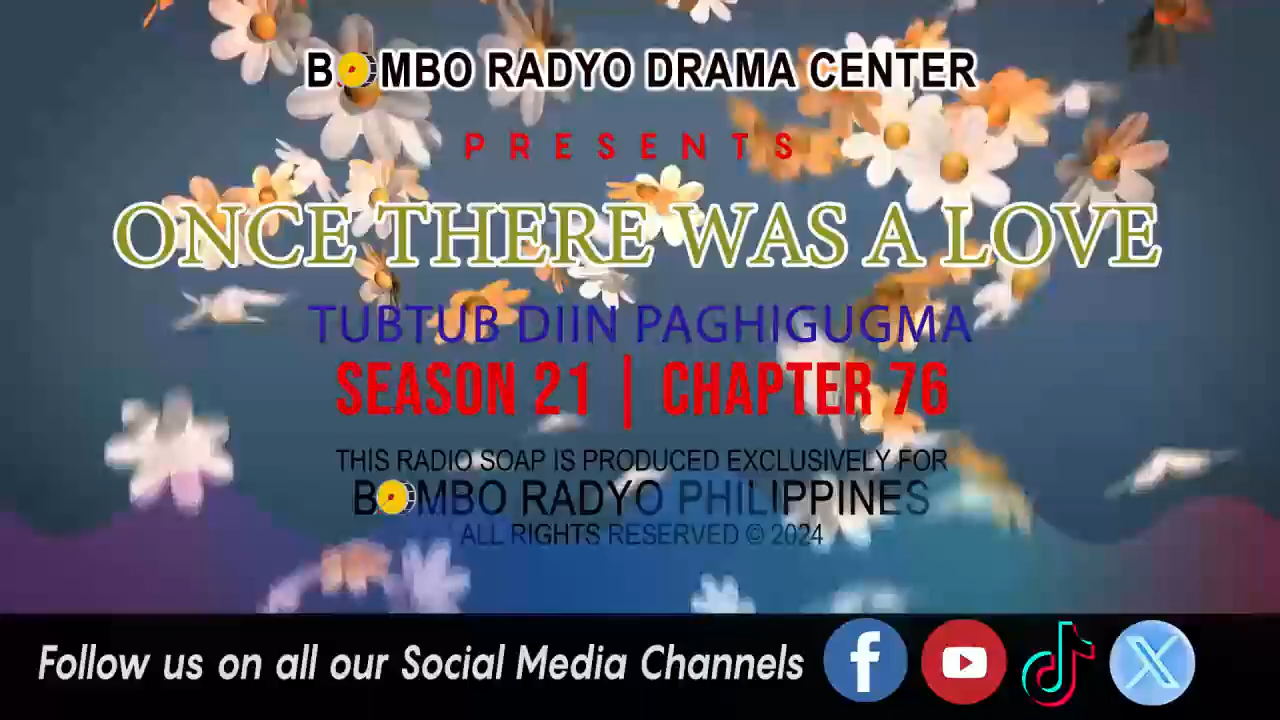 BOMBO RADYO DRAMA CENTER
PRESENTS
ONCE THERE WAS A LOVE
TUBTUB DIIN PAGHIGUGMA
SEASON 21 | CHAPTER 76
THIS RADIO SOAP IS PRODUCED EXCLUSIVELY FOR
BOMBO RADYO PHILIPPINES
ALL RIGHTS RESERVED © 2024
Follow us on all our Social Media Channels